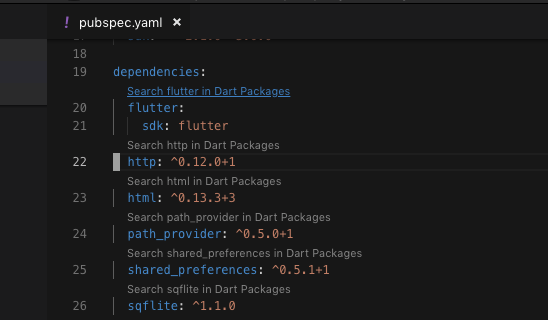 ! pubspec.yaml ×
18
19 dependencies:
Search flutter in Dart Packages
20 flutter:
21 sdk: flutter
Search http in Dart Packages
22 http: ^0.12.0+1
Search html in Dart Packages
23 html: ^0.13.3+3
Search path_provider in Dart Packages
24 path_provider: ^0.5.0+1
Search shared_preferences in Dart Packages
25 shared_preferences: ^0.5.1+1
Search sqflite in Dart Packages
26 sqflite: ^1.1.0